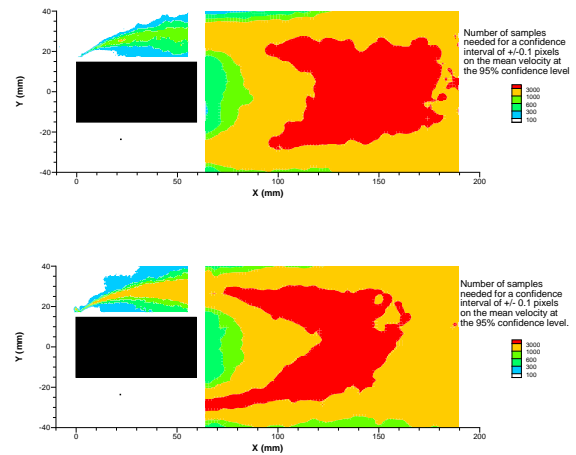 40
20
0
-20
-40
Y (mm)
0
50
100
150
200
X (mm)
Number of samples
needed for a confidence
interval of +/-0.1 pixels
on the mean velocity at
the 95% confidence level
3000
1000
600
300
100
40
20
0
-20
-40
Y (mm)
0
50
100
150
200
X (mm)
Number of samples
needed for a confidence
interval of +/- 0.1 pixels
on the mean velocity at
the 95% confidence level.
3000
1000
600
300
100